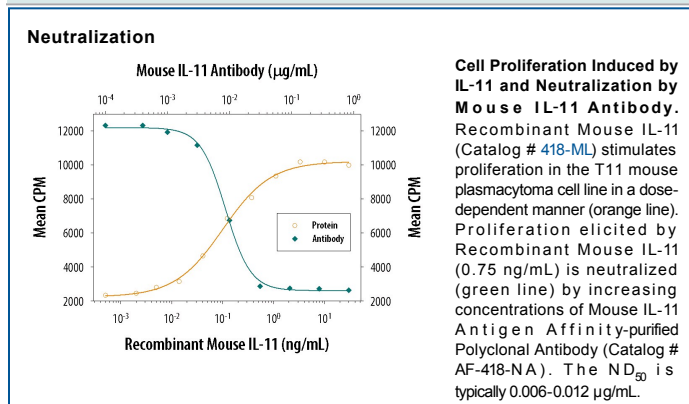 Neutralization
Mouse IL-11 Antibody (µg/mL)
10-4 10-3 10-2 10-1 100
12000 12000
10000 10000
8000 8000
6000 6000
4000 4000
2000 2000
Mean CPM
Mean CPM
Protein
Antibody
10-3 10-2 10-1 100 101
Recombinant Mouse IL-11 (ng/mL)
Cell Proliferation Induced by
IL-11 and Neutralization by
Mouse IL-11 Antibody.
Recombinant Mouse IL-11
(Catalog # 418-ML) stimulates
proliferation in the T11 mouse
plasmacytoma cell line in a dose-
dependent manner (orange line).
Proliferation elicited by
Recombinant Mouse IL-11
(0.75 ng/mL) is neutralized
(green line) by increasing
concentrations of Mouse IL-11
Antigen Affinity-purified
Polyclonal Antibody (Catalog #
AF-418-NA). The ND50 is
typically 0.006-0.012 µg/mL.